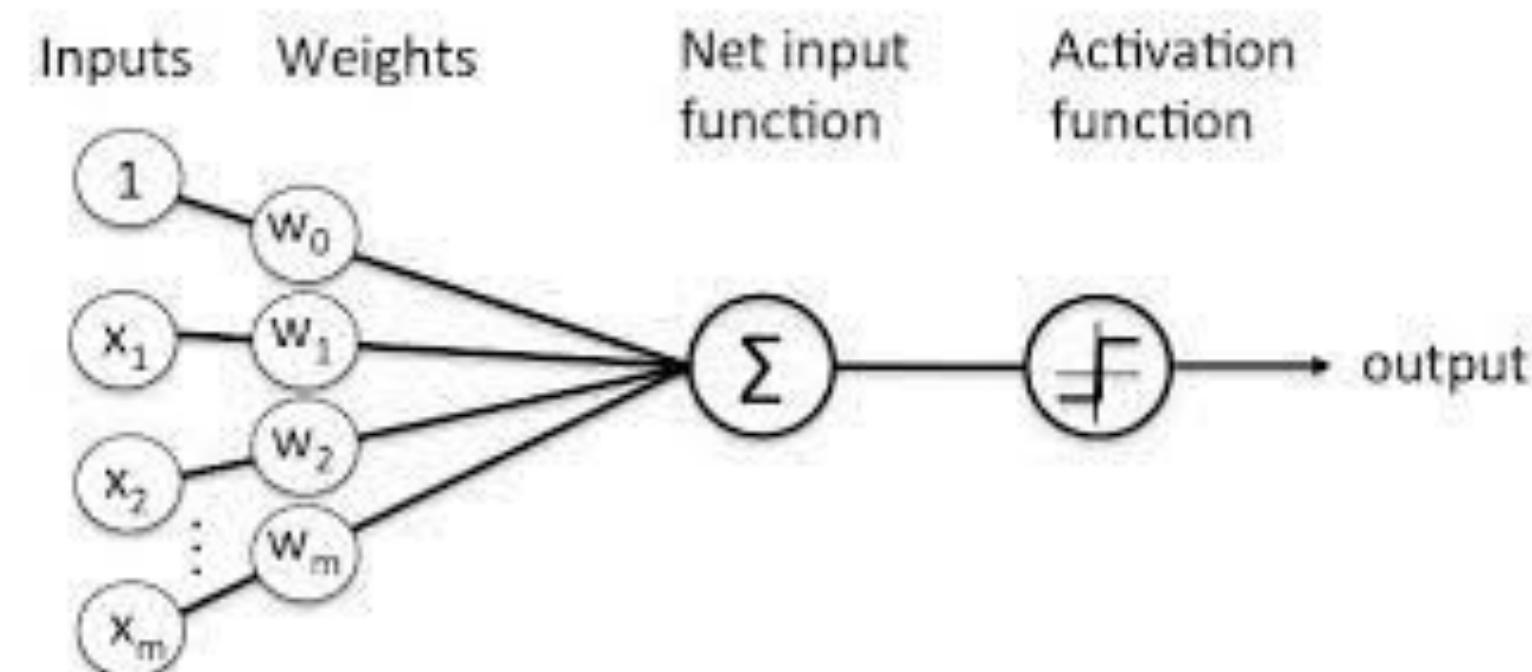 Inputs
Weights
Net input
function
Activation
function
1
w₀
x₁
w₁
x₂
w₂
⋮
xₘ
wₘ
Σ
output